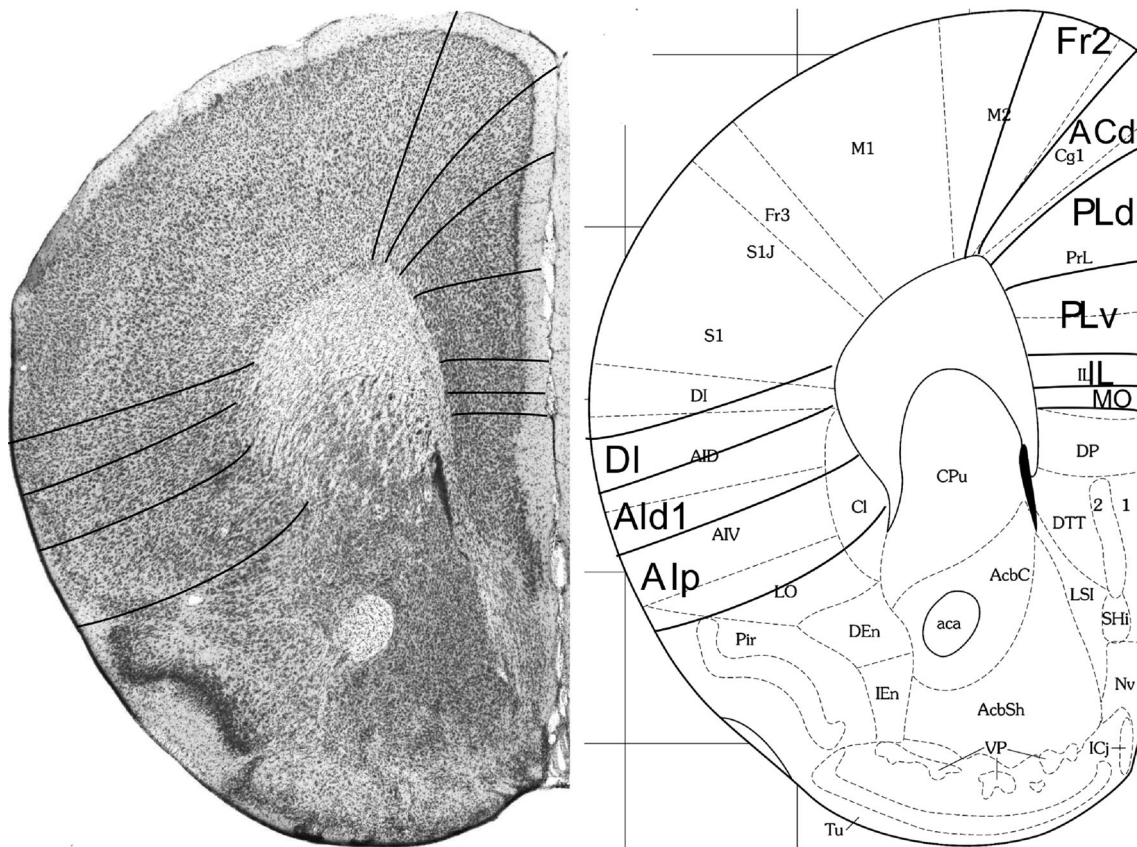 Fr2
M2
ACd
Cg1
M1
PLd
Fr3
S1J
PrL
PLv
S1
IL
IL
DI
MO
DI
AID
DP
CPu
AId1
Cl
2 1
DTT
AIV
AIp
AcbC
LO
LSI
aca
SHi
DEn
Pir
Nv
IEn
AcbSh
VP
ICj
Tu